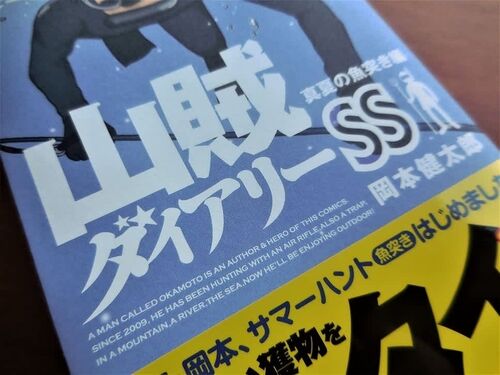 山賊
ダイアリーSS
真夏の魚突き編
岡本健太郎
A MAN CALLED OKAMOTO IS AN AUTHOR & HERO OF THIS COMICS.
SINCE 2009, HE HAS BEEN HUNTING WITH AN AIR RIFLE, ALSO A TRAP.
IN A MOUNTAIN, A RIVER, THE SEA. NOW HE'LL BE ENJOYING OUTDOOR!
岡本、サマーハント魚突きはじめました
獲物を